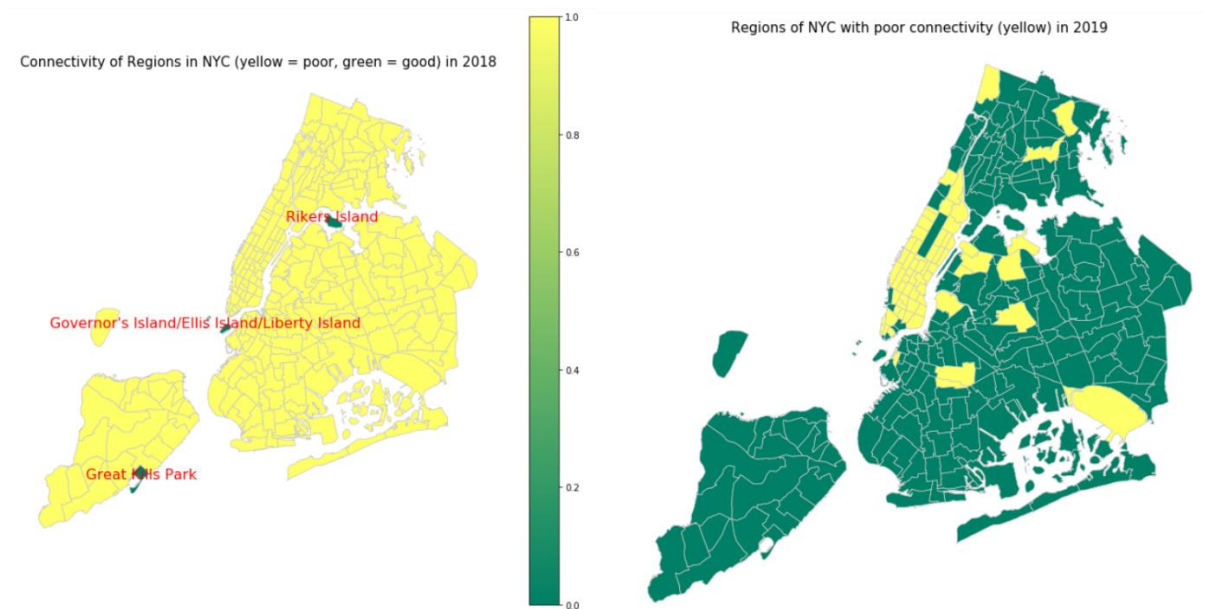 Connectivity of Regions in NYC (yellow = poor, green = good) in 2018
Rikers Island
Governor's Island/Ellis Island/Liberty Island
Great Kills Park
1.0
0.8
0.6
0.4
0.2
0.0
Regions of NYC with poor connectivity (yellow) in 2019